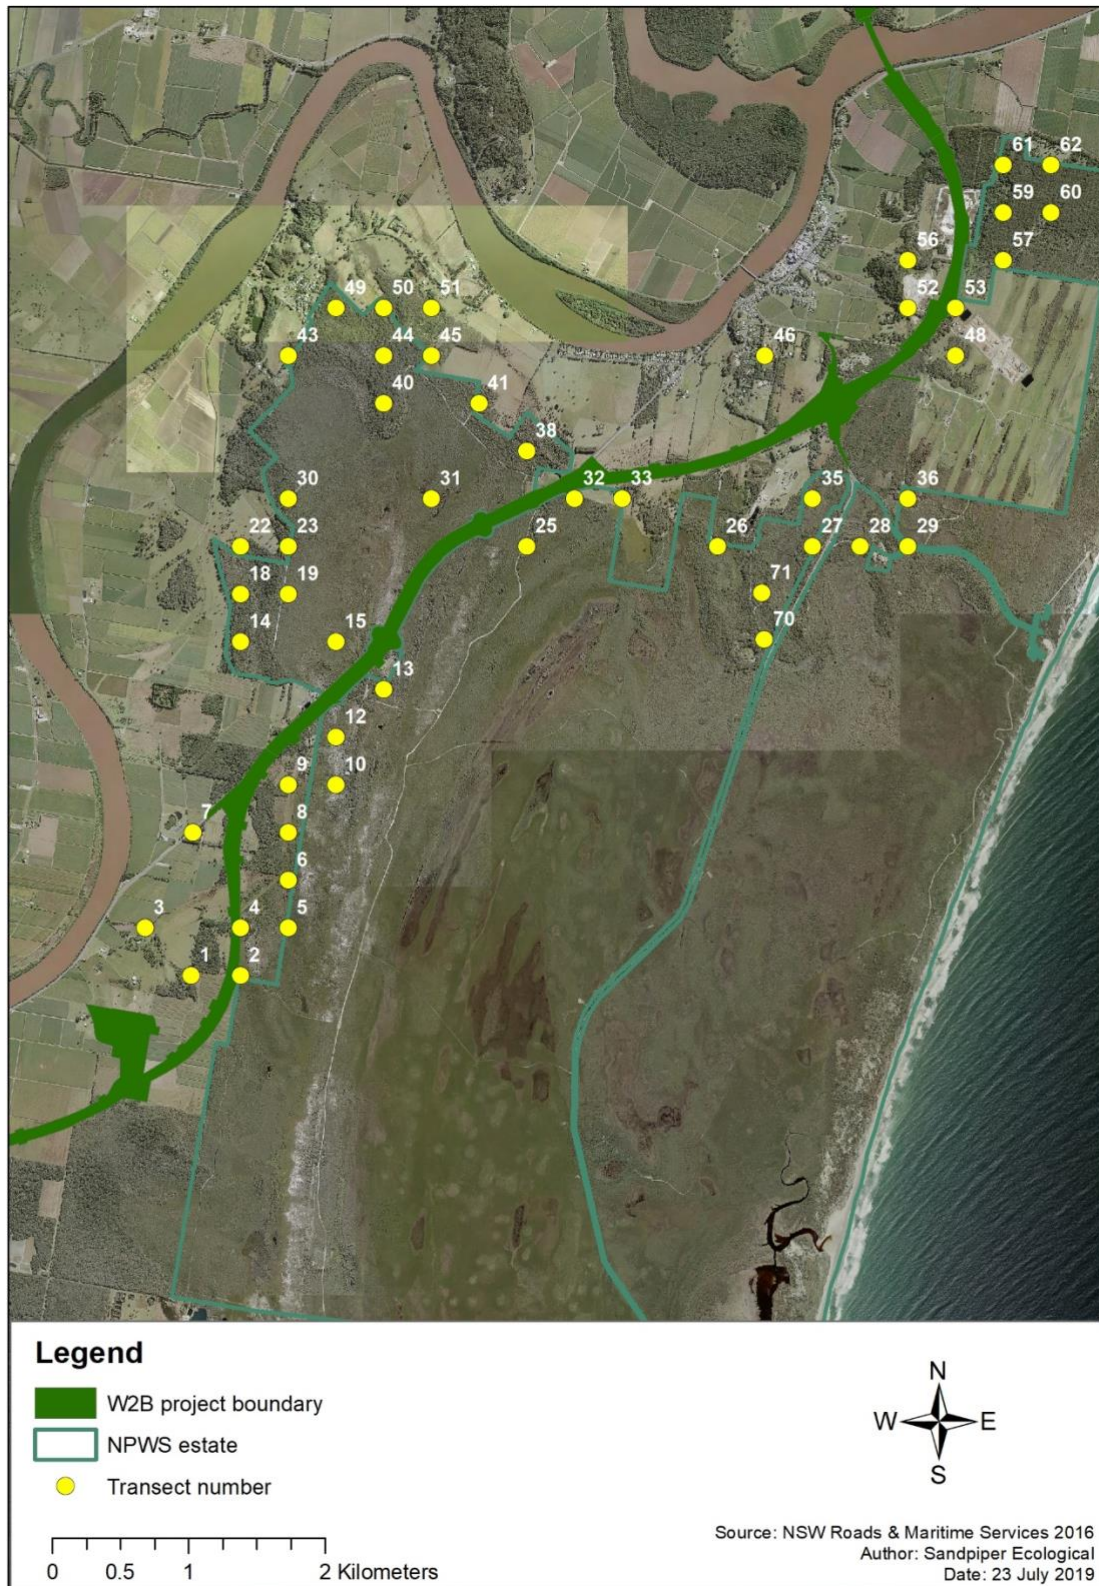 61 62
59 60
56 57
49 50 51 52 53
43 44 45 46 48
40 41
38
30 31 32 33 35 36
22 23 25 26 27 28 29
18 19 71
14 15 70
13
12
9 10
7 8
6
3 4 5
1 2
Legend
W2B project boundary
NPWS estate
Transect number
0 0.5 1 2 Kilometers
N
W E
S
Source: NSW Roads & Maritime Services 2016
Author: Sandpiper Ecological
Date: 23 July 2019